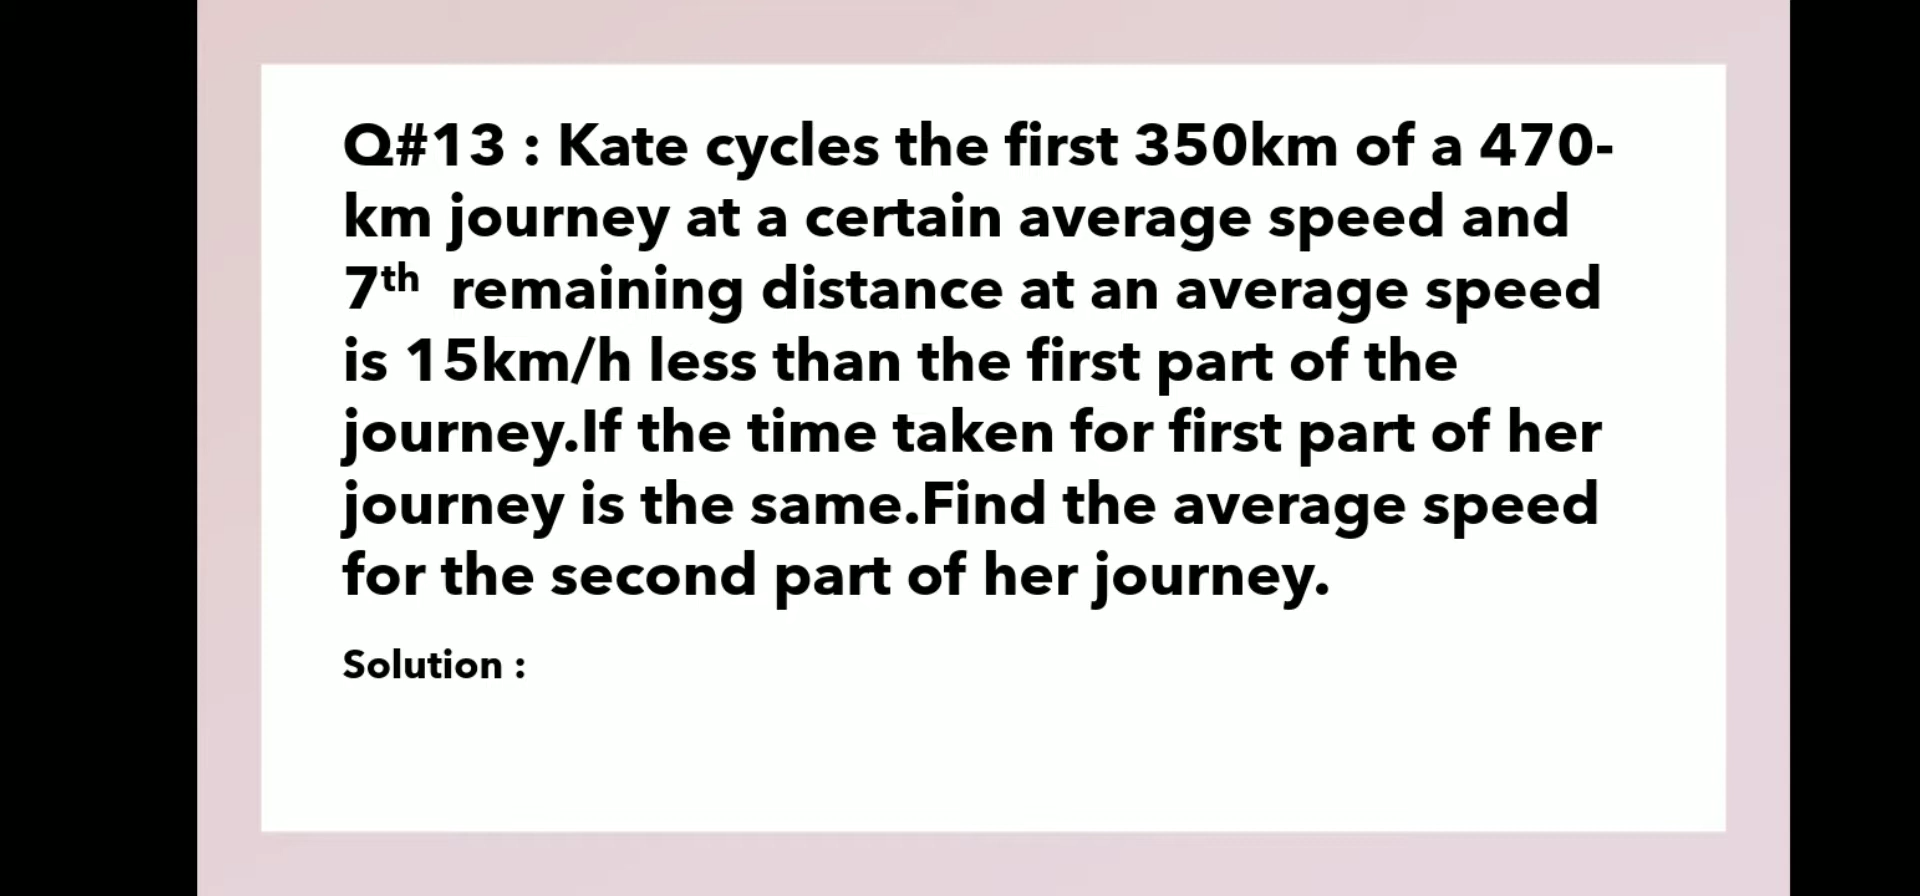 Q#13 : Kate cycles the first 350km of a 470-
km journey at a certain average speed and
7th remaining distance at an average speed
is 15km/h less than the first part of the
journey.If the time taken for first part of her
journey is the same.Find the average speed
for the second part of her journey.
Solution :